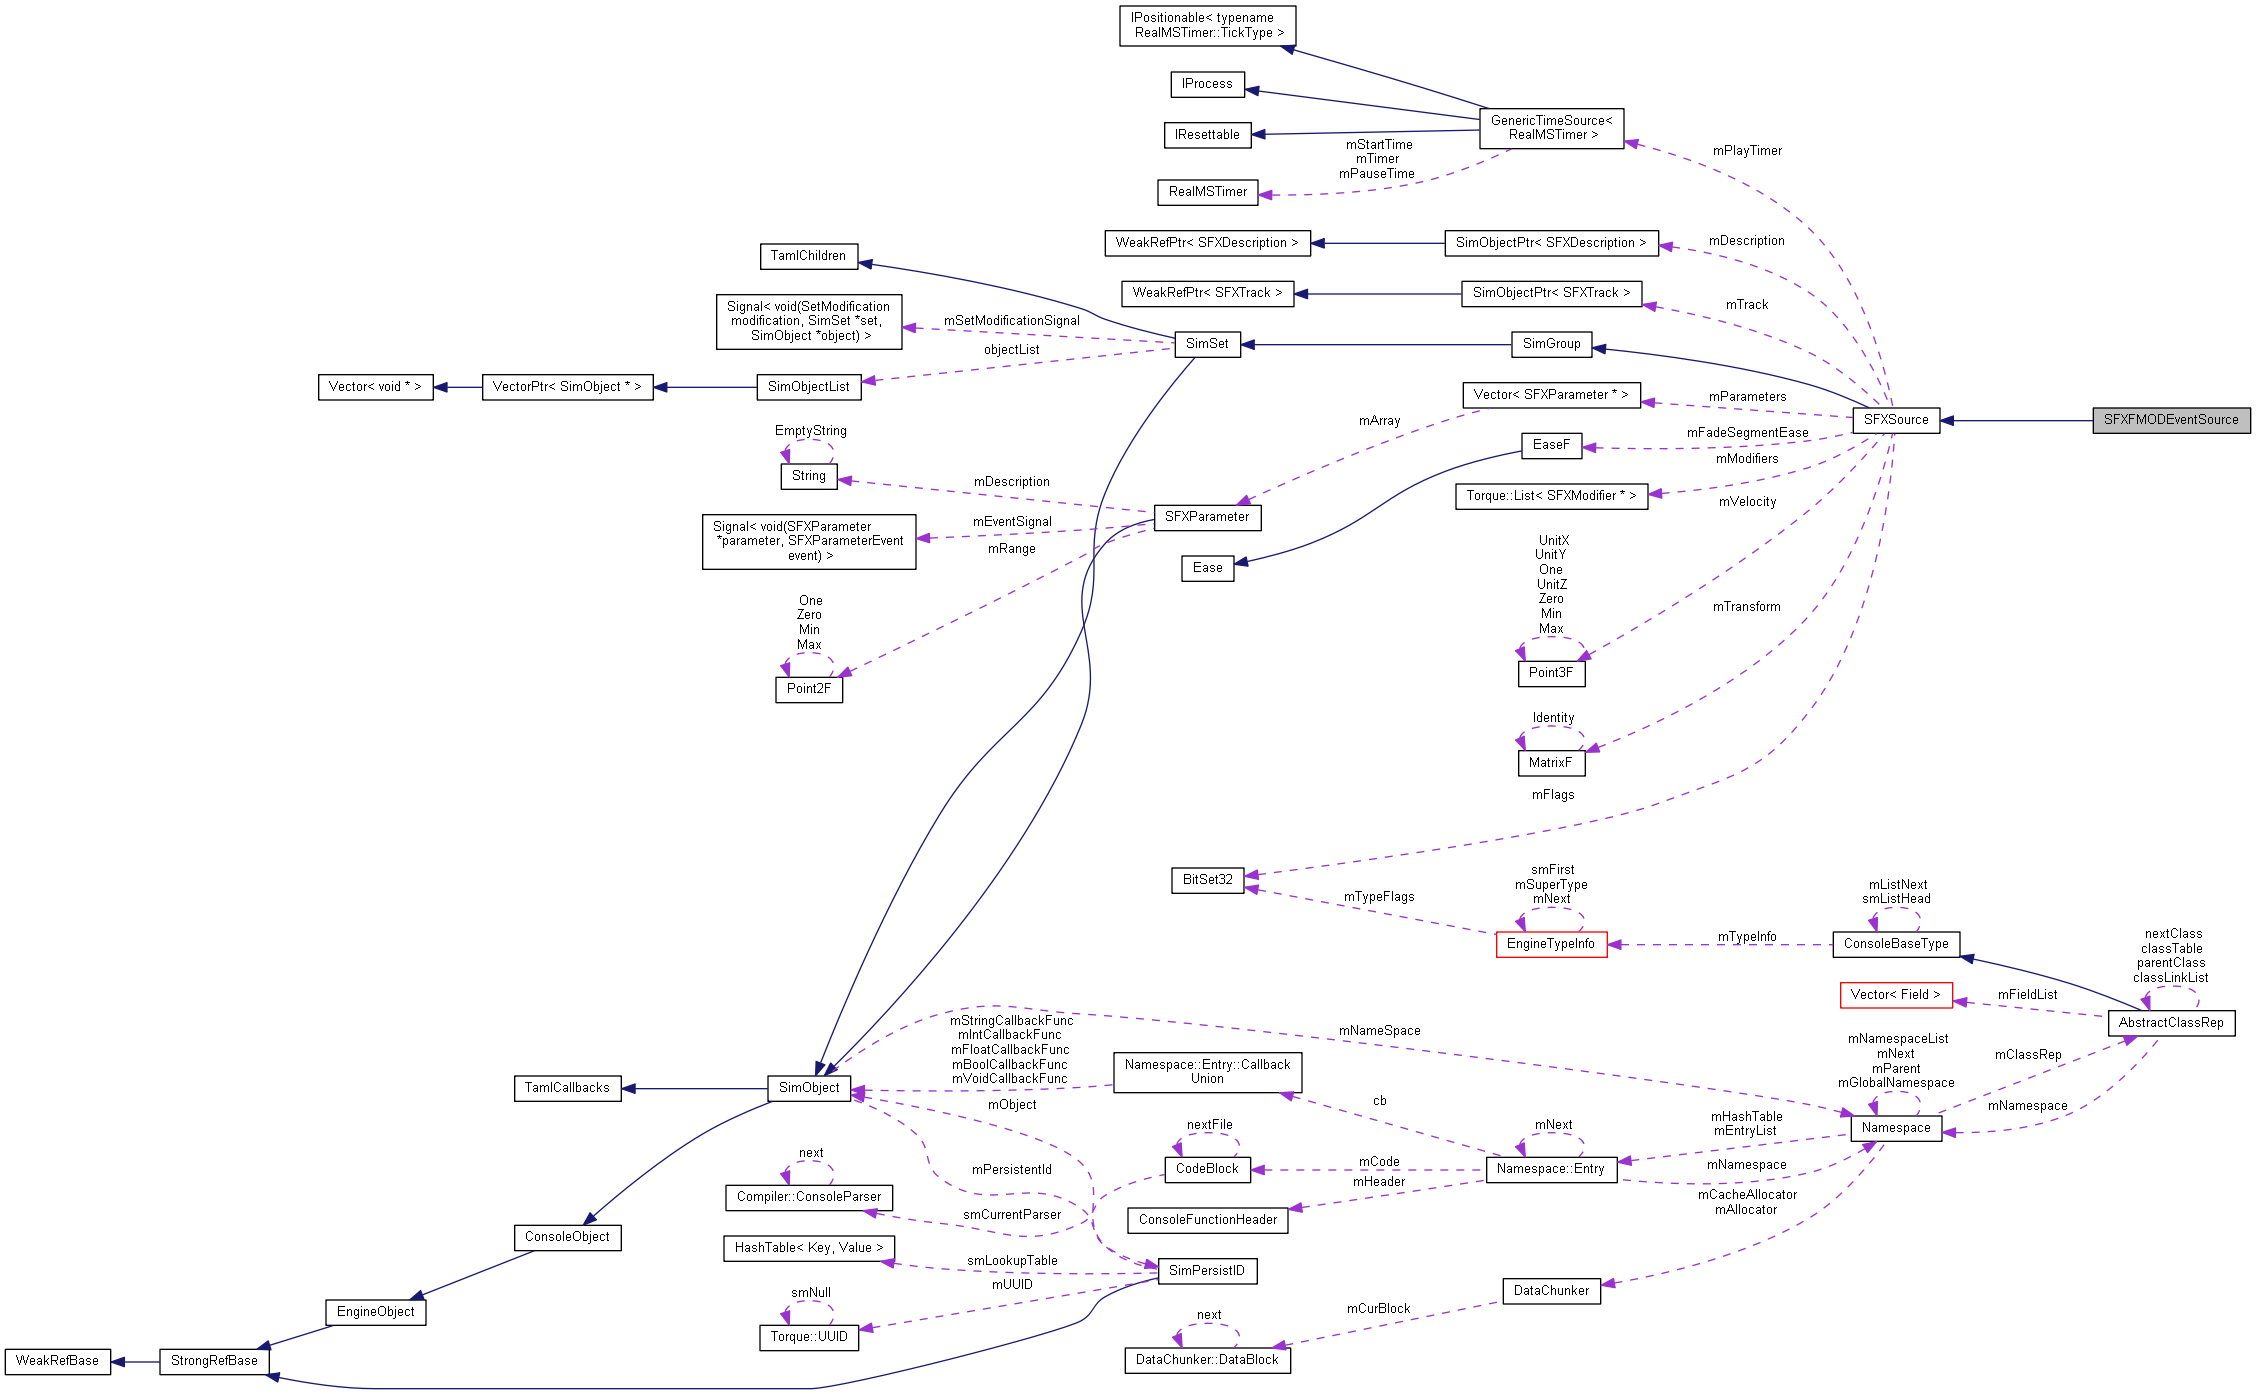 IPositionable< typename
RealMSTimer::TickType >
IProcess
GenericTimeSource<
RealMSTimer >
IResettable
mStartTime
mTimer
mPauseTime
mPlayTimer
RealMSTimer
WeakRefPtr< SFXDescription >
SimObjectPtr< SFXDescription >
mDescription
TamlChildren
WeakRefPtr< SFXTrack >
SimObjectPtr< SFXTrack >
mTrack
Signal< void(SetModification
modification, SimSet *set,
SimObject *object) >
mSetModificationSignal
objectList
SimSet
SimGroup
Vector< void * >
VectorPtr< SimObject * >
SimObjectList
Vector< SFXParameter * >
mParameters
mArray
SFXSource
SFXFMODEventSource
EmptyString
String
EaseF
mFadeSegmentEase
mModifiers
mDescription
Torque::List< SFXModifier * >
mVelocity
Signal< void(SFXParameter
*parameter, SFXParameterEvent
event) >
mEventSignal
mRange
SFXParameter
Ease
UnitX
UnitY
One
UnitZ
Zero
Min
Max
Point3F
mTransform
One
Zero
Min
Max
Point2F
Identity
MatrixF
mFlags
BitSet32
mTypeFlags
smFirst
mSuperType
mNext
EngineTypeInfo
mTypeInfo
mListNext
smListHead
ConsoleBaseType
nextClass
classTable
parentClass
classLinkList
Vector< Field >
mFieldList
AbstractClassRep
mStringCallbackFunc
mIntCallbackFunc
mFloatCallbackFunc
mBoolCallbackFunc
mVoidCallbackFunc
mNameSpace
Namespace::Entry::Callback
Union
mNamespaceList
mNext
mParent
mGlobalNamespace
mClassRep
mNamespace
TamlCallbacks
SimObject
mObject
cb
mHashTable
mEntryList
Namespace
nextFile
mNext
CodeBlock
mCode
mHeader
Namespace::Entry
mNamespace
next
Compiler::ConsoleParser
mPersistentId
smCurrentParser
ConsoleFunctionHeader
mCacheAllocator
mAllocator
ConsoleObject
HashTable< Key, Value >
smLookupTable
mUUID
SimPersistID
smNull
Torque::UUID
DataChunker
mCurBlock
EngineObject
next
DataChunker::DataBlock
WeakRefBase
StrongRefBase